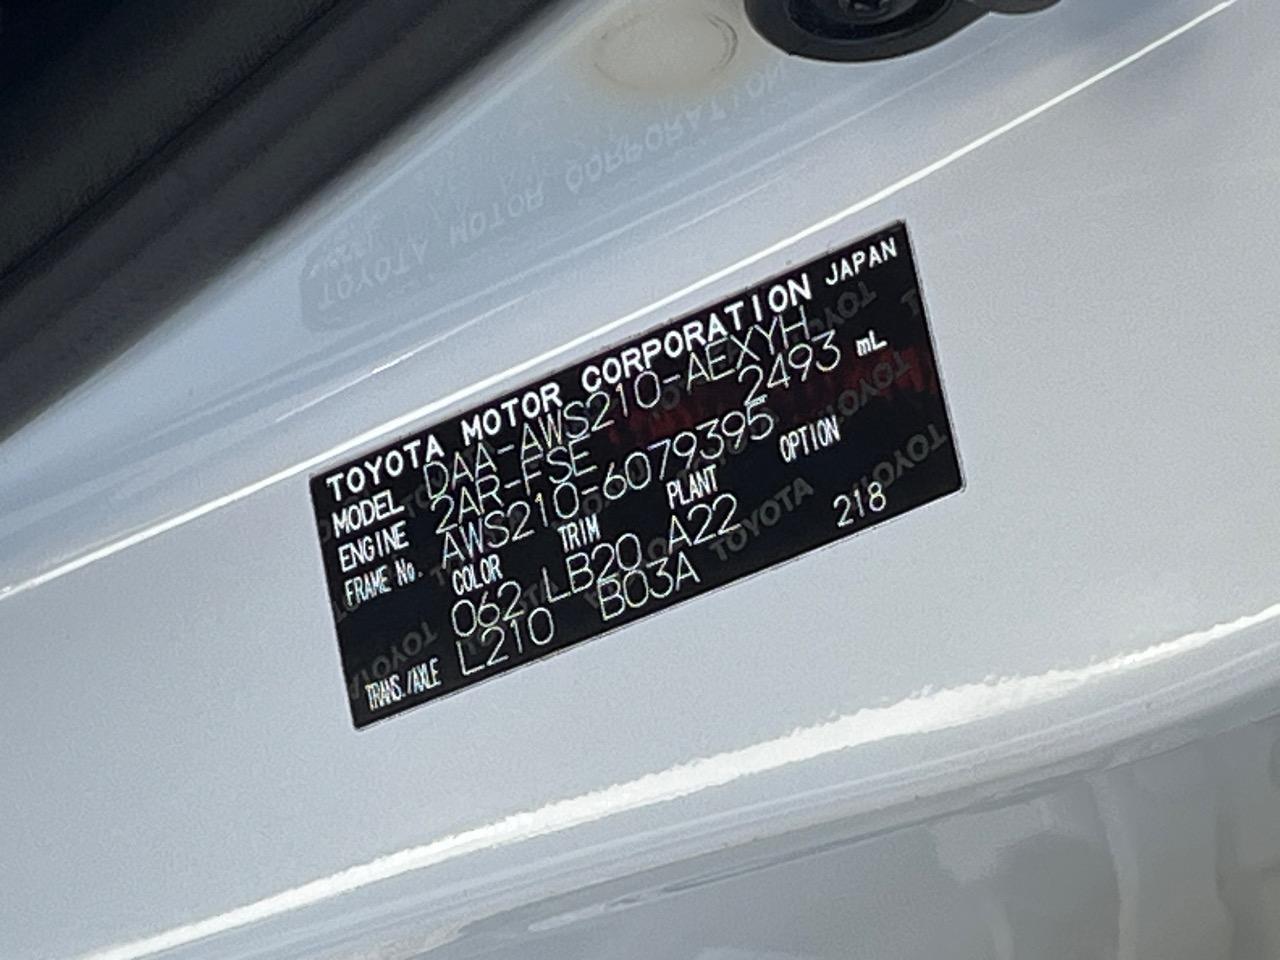 TOYOTA MOTOR CORPORATION JAPAN
MODEL DAA-AWS210-AEXYH
ENGINE 2AR-FSE 2493 mL
FRAME No. AWS210-6079395
COLOR TRIM PLANT OPTION
062 LB20 A22 218
TRANS./AXLE L210 B03A